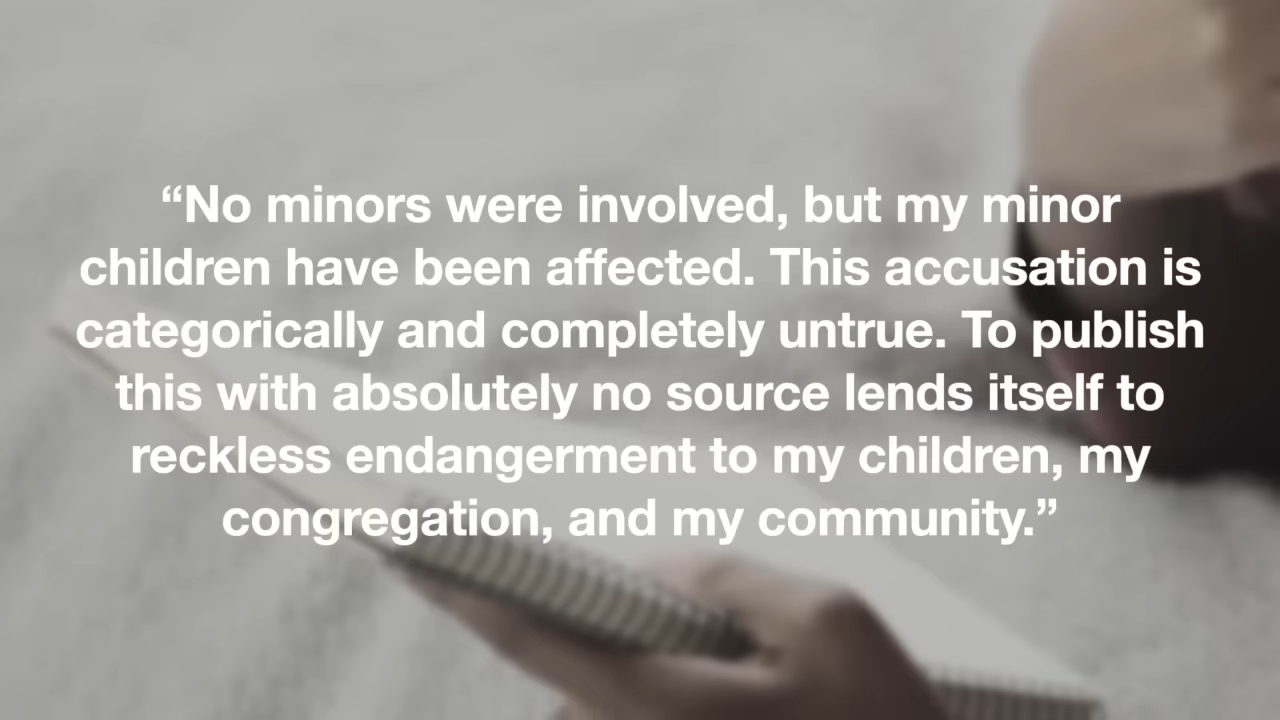 “No minors were involved, but my minor
children have been affected. This accusation is
categorically and completely untrue. To publish
this with absolutely no source lends itself to
reckless endangerment to my children, my
congregation, and my community.”